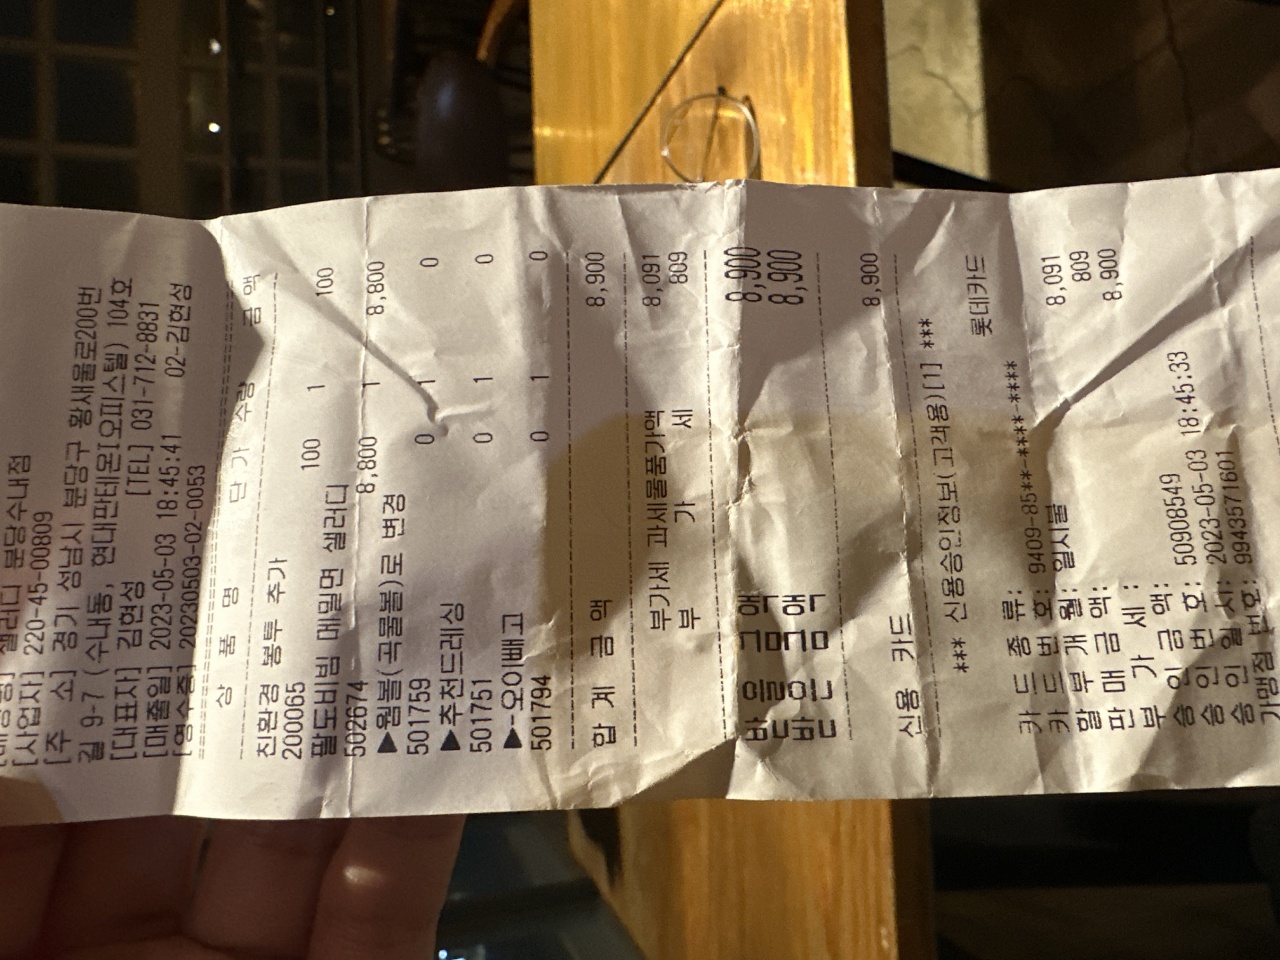 [매장명] 샐러디 분당수내점
[사업자] 220-45-00809
[주 소] 경기 성남시 분당구 황새울로200번
길 9-7 (수내동, 현대판테온오피스텔) 104호
[대표자] 김현성 [TEL] 031-712-8831
[매출일] 2023-05-03 18:45:41 02-김현성
[영수증] 20230503-02-0053
상 품 명 단 가 수량 금 액
친환경 봉투 추가
200065 100 1 100
팔도비빔 메밀면 샐러디
502674 8,800 1 8,800
▶웜볼(곡물볼)로 변경
501759 0 1 0
▶추천드레싱
501751 0 1 0
▶-오이빼고
501794 0 1 0
합 계 금 액 8,900
부가세 과세물품가액 8,091
부 가 세 809
받을금액 8,900
받은금액 8,900
신용 카드 8,900
*** 신용승인정보(고객용)[1] ***
카 드 종 류: 롯데카드
카 드 번 호: 9409-85**-****-****
할 부 개 월: 일시불
판 매 금 액: 8,091
부 가 세: 809
승 인 금 액: 8,900
승 인 번 호: 50908549
승 인 일 시: 2023-05-03 18:45:33
가맹점 번호: 9943571601